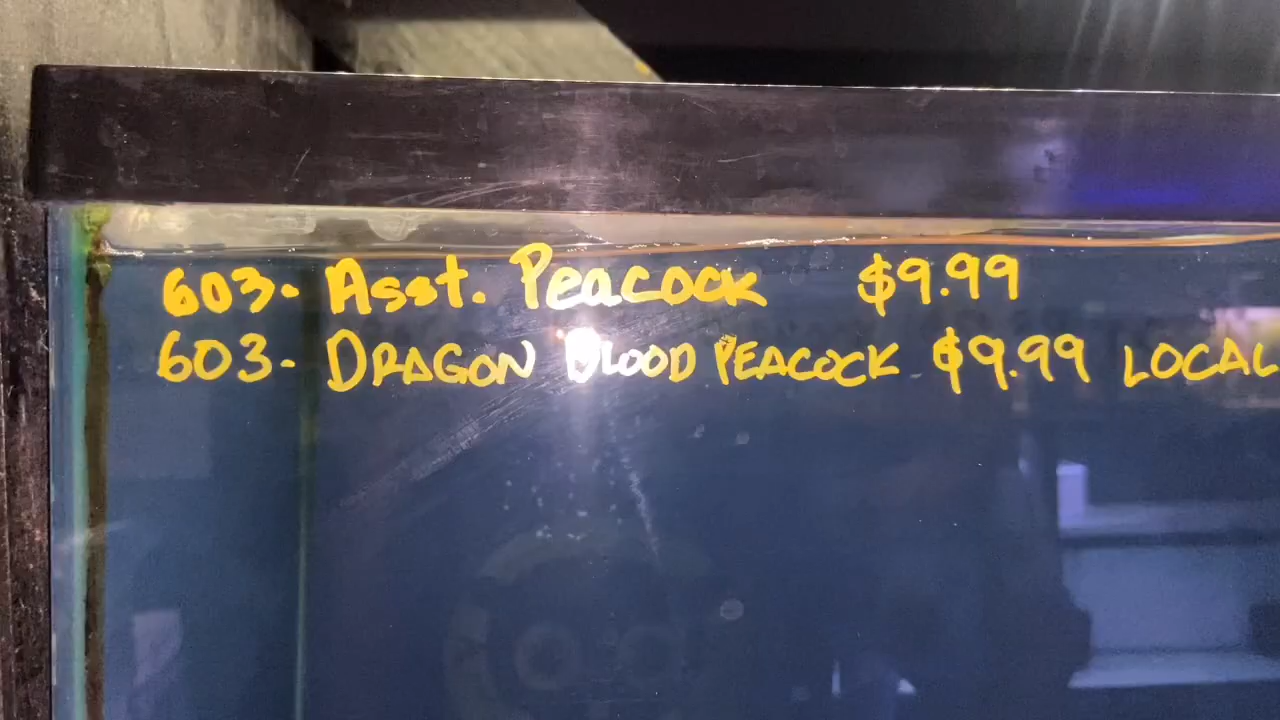 603- Asst. Peacock $9.99
603- DRAGON BLOOD PEACOCK $9.99 LOCAL